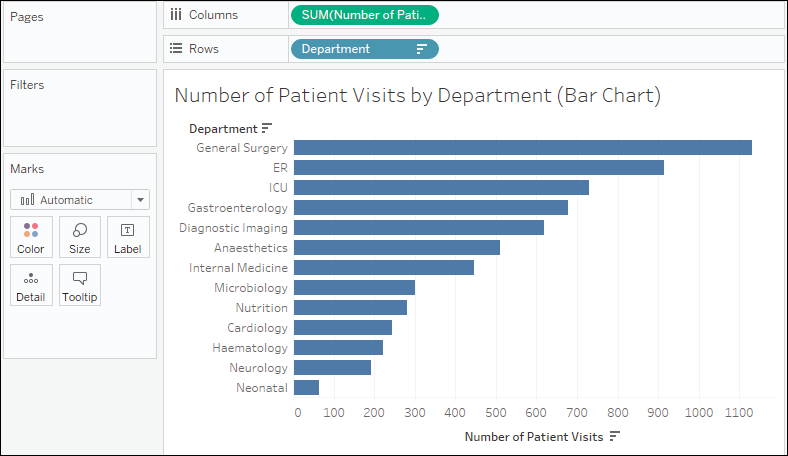 Pages
Columns
SUM(Number of Pati..
Rows
Department
Filters
Marks
Automatic
Color
Size
Label
Detail
Tooltip
Number of Patient Visits by Department (Bar Chart)
Department
General Surgery
ER
ICU
Gastroenterology
Diagnostic Imaging
Anaesthetics
Internal Medicine
Microbiology
Nutrition
Cardiology
Haematology
Neurology
Neonatal
0 100 200 300 400 500 600 700 800 900 1000 1100
Number of Patient Visits